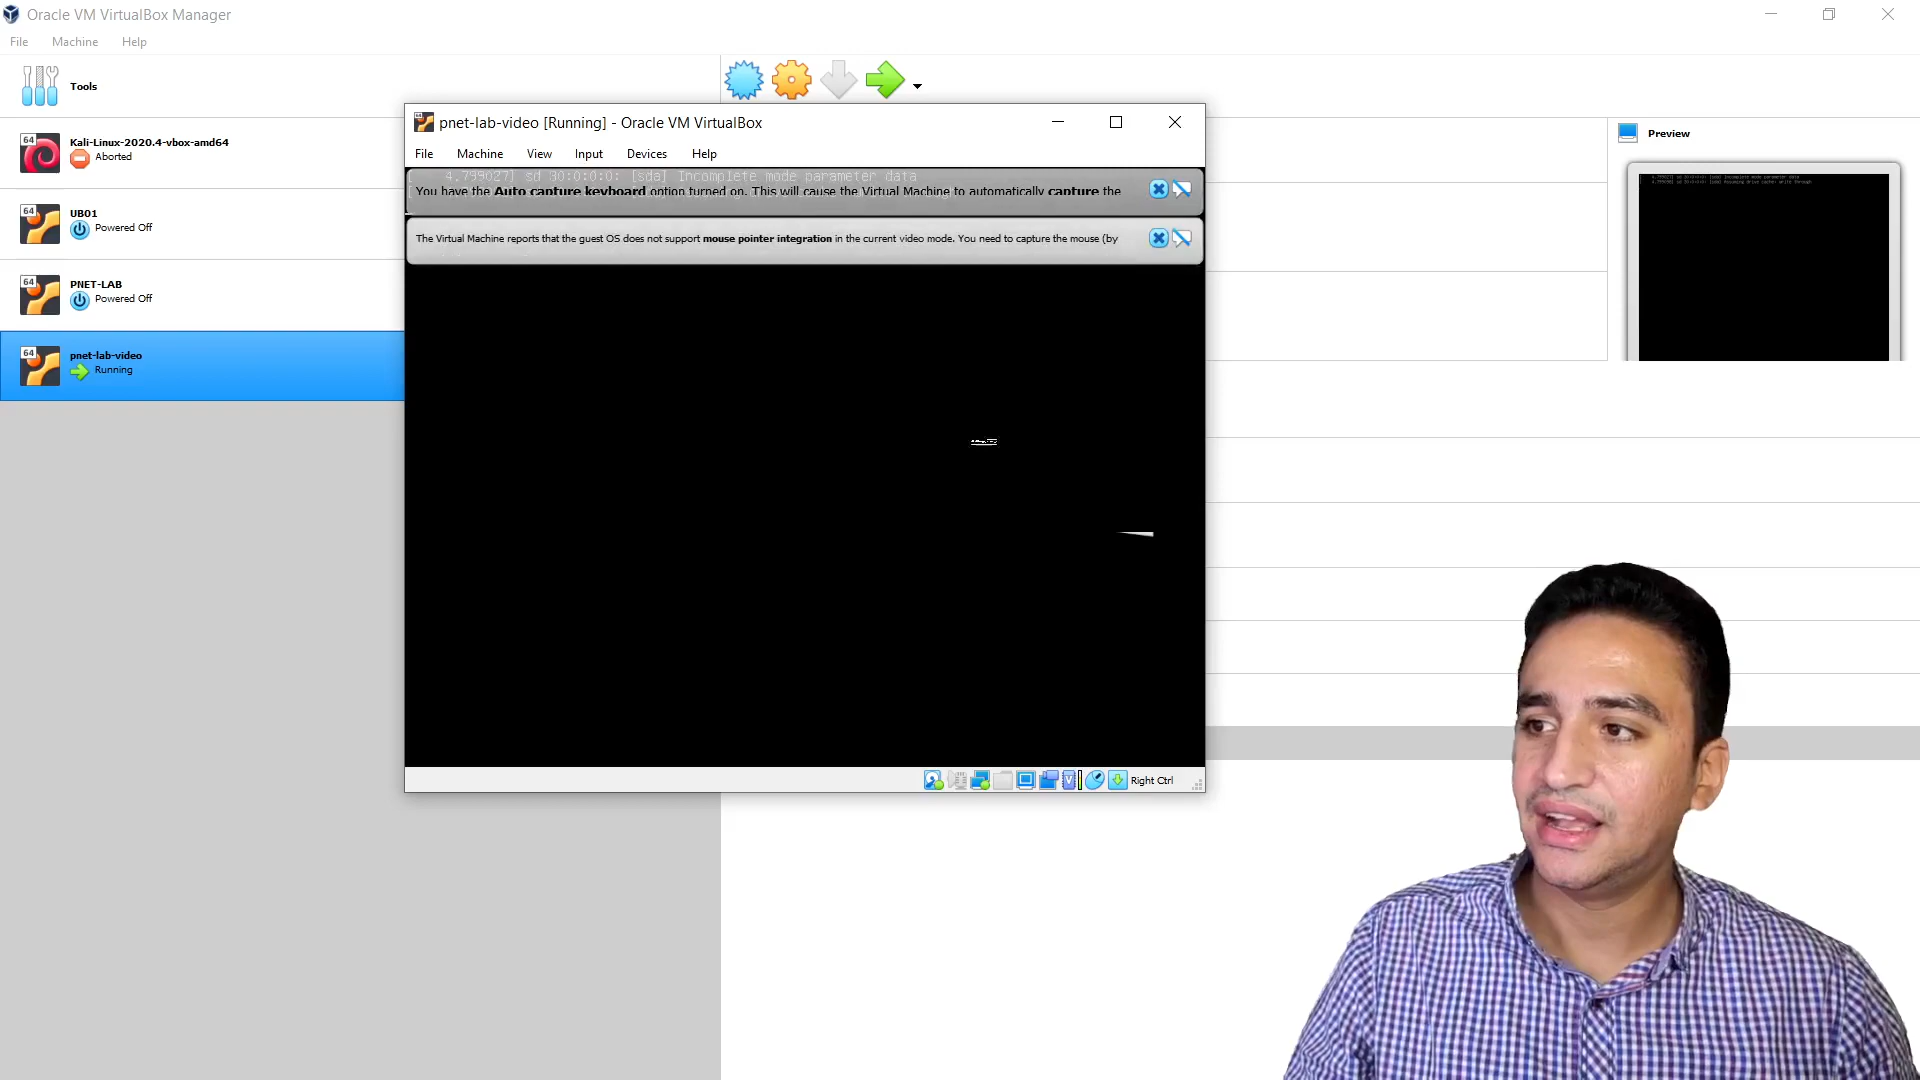 Oracle VM VirtualBox Manager
File Machine Help
Tools
64 Kali-Linux-2020.4-vbox-amd64
Aborted
64 UB01
Powered Off
64 PNET-LAB
Powered Off
64 pnet-lab-video
Running
pnet-lab-video [Running] - Oracle VM VirtualBox
File Machine View Input Devices Help
[ 4.799027] sd 30:0:0:0: [sda] Incomplete mode parameter data
You have the Auto capture keyboard option turned on. This will cause the Virtual Machine to automatically capture the
The Virtual Machine reports that the guest OS does not support mouse pointer integration in the current video mode. You need to capture the mouse (by
Right Ctrl
Preview